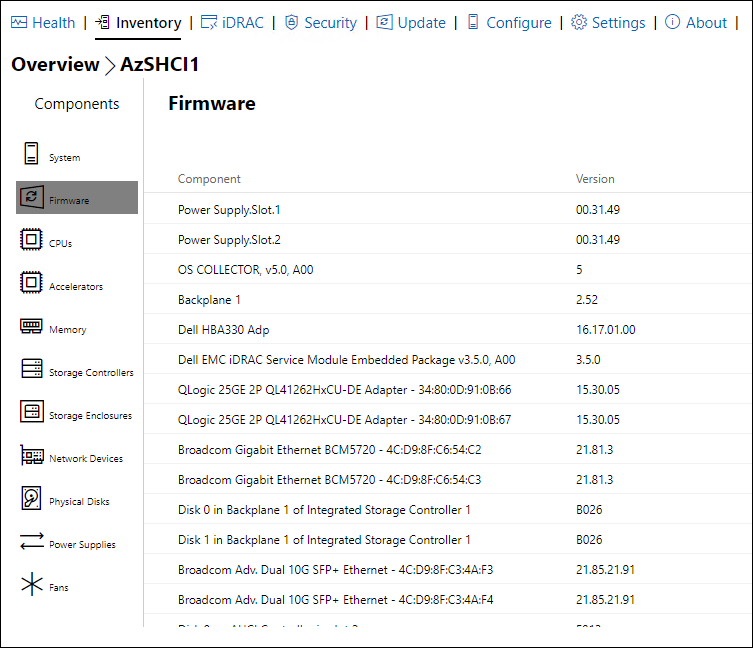 Health | Inventory | iDRAC | Security | Update | Configure | Settings | About |
Overview > AzSHCI1
Components
System
Firmware
CPUs
Accelerators
Memory
Storage Controllers
Storage Enclosures
Network Devices
Physical Disks
Power Supplies
Fans
Firmware
Component Version
Power Supply.Slot.1 00.31.49
Power Supply.Slot.2 00.31.49
OS COLLECTOR, v5.0, A00 5
Backplane 1 2.52
Dell HBA330 Adp 16.17.01.00
Dell EMC iDRAC Service Module Embedded Package v3.5.0, A00 3.5.0
QLogic 25GE 2P QL41262HxCU-DE Adapter - 34:80:0D:91:0B:66 15.30.05
QLogic 25GE 2P QL41262HxCU-DE Adapter - 34:80:0D:91:0B:67 15.30.05
Broadcom Gigabit Ethernet BCM5720 - 4C:D9:8F:C6:54:C2 21.81.3
Broadcom Gigabit Ethernet BCM5720 - 4C:D9:8F:C6:54:C3 21.81.3
Disk 0 in Backplane 1 of Integrated Storage Controller 1 B026
Disk 1 in Backplane 1 of Integrated Storage Controller 1 B026
Broadcom Adv. Dual 10G SFP+ Ethernet - 4C:D9:8F:C3:4A:F3 21.85.21.91
Broadcom Adv. Dual 10G SFP+ Ethernet - 4C:D9:8F:C3:4A:F4 21.85.21.91